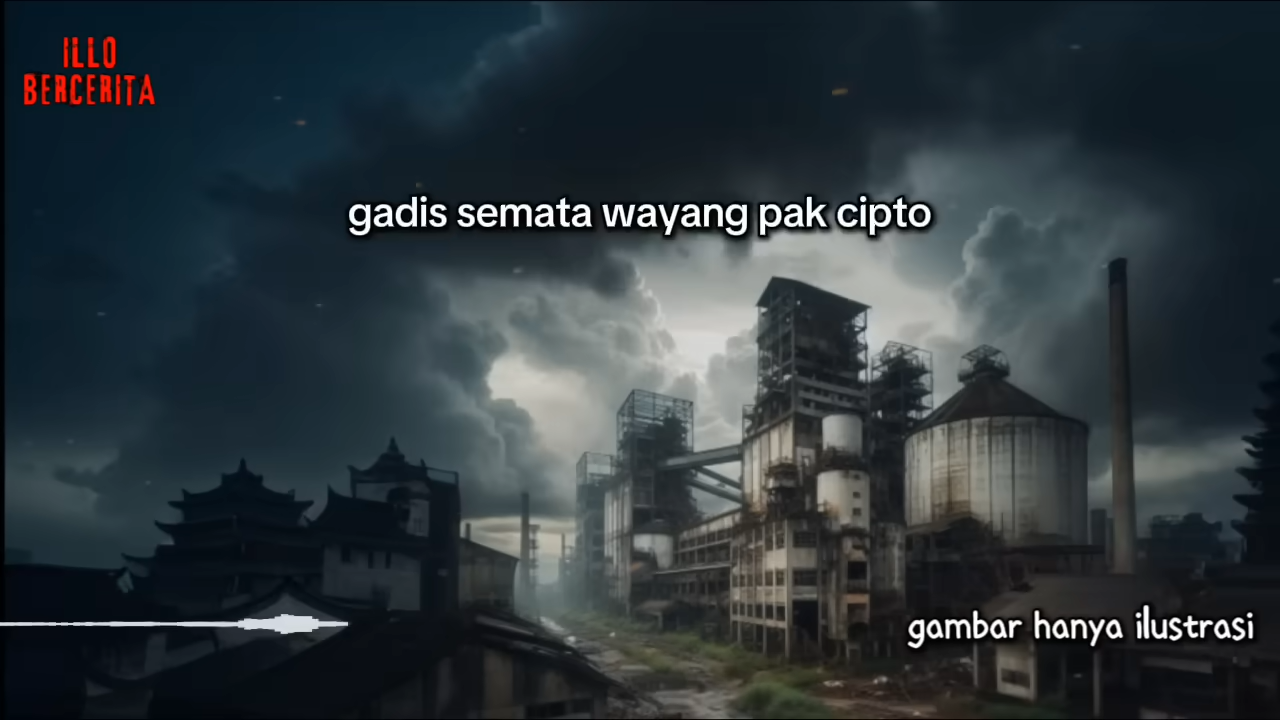 ILLO
BERCERITA
gadis semata wayang pak cipto
gambar hanya ilustrasi